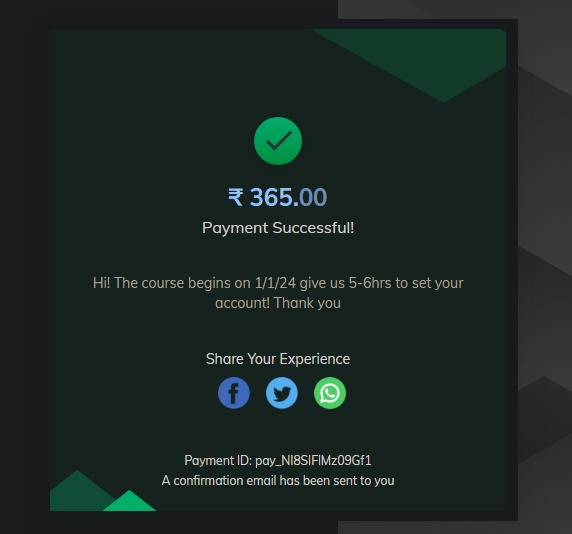 ₹ 365.00
Payment Successful!
Hi! The course begins on 1/1/24 give us 5-6hrs to set your
account! Thank you
Share Your Experience
Payment ID: pay_NI8SIFIMz09Gf1
A confirmation email has been sent to you